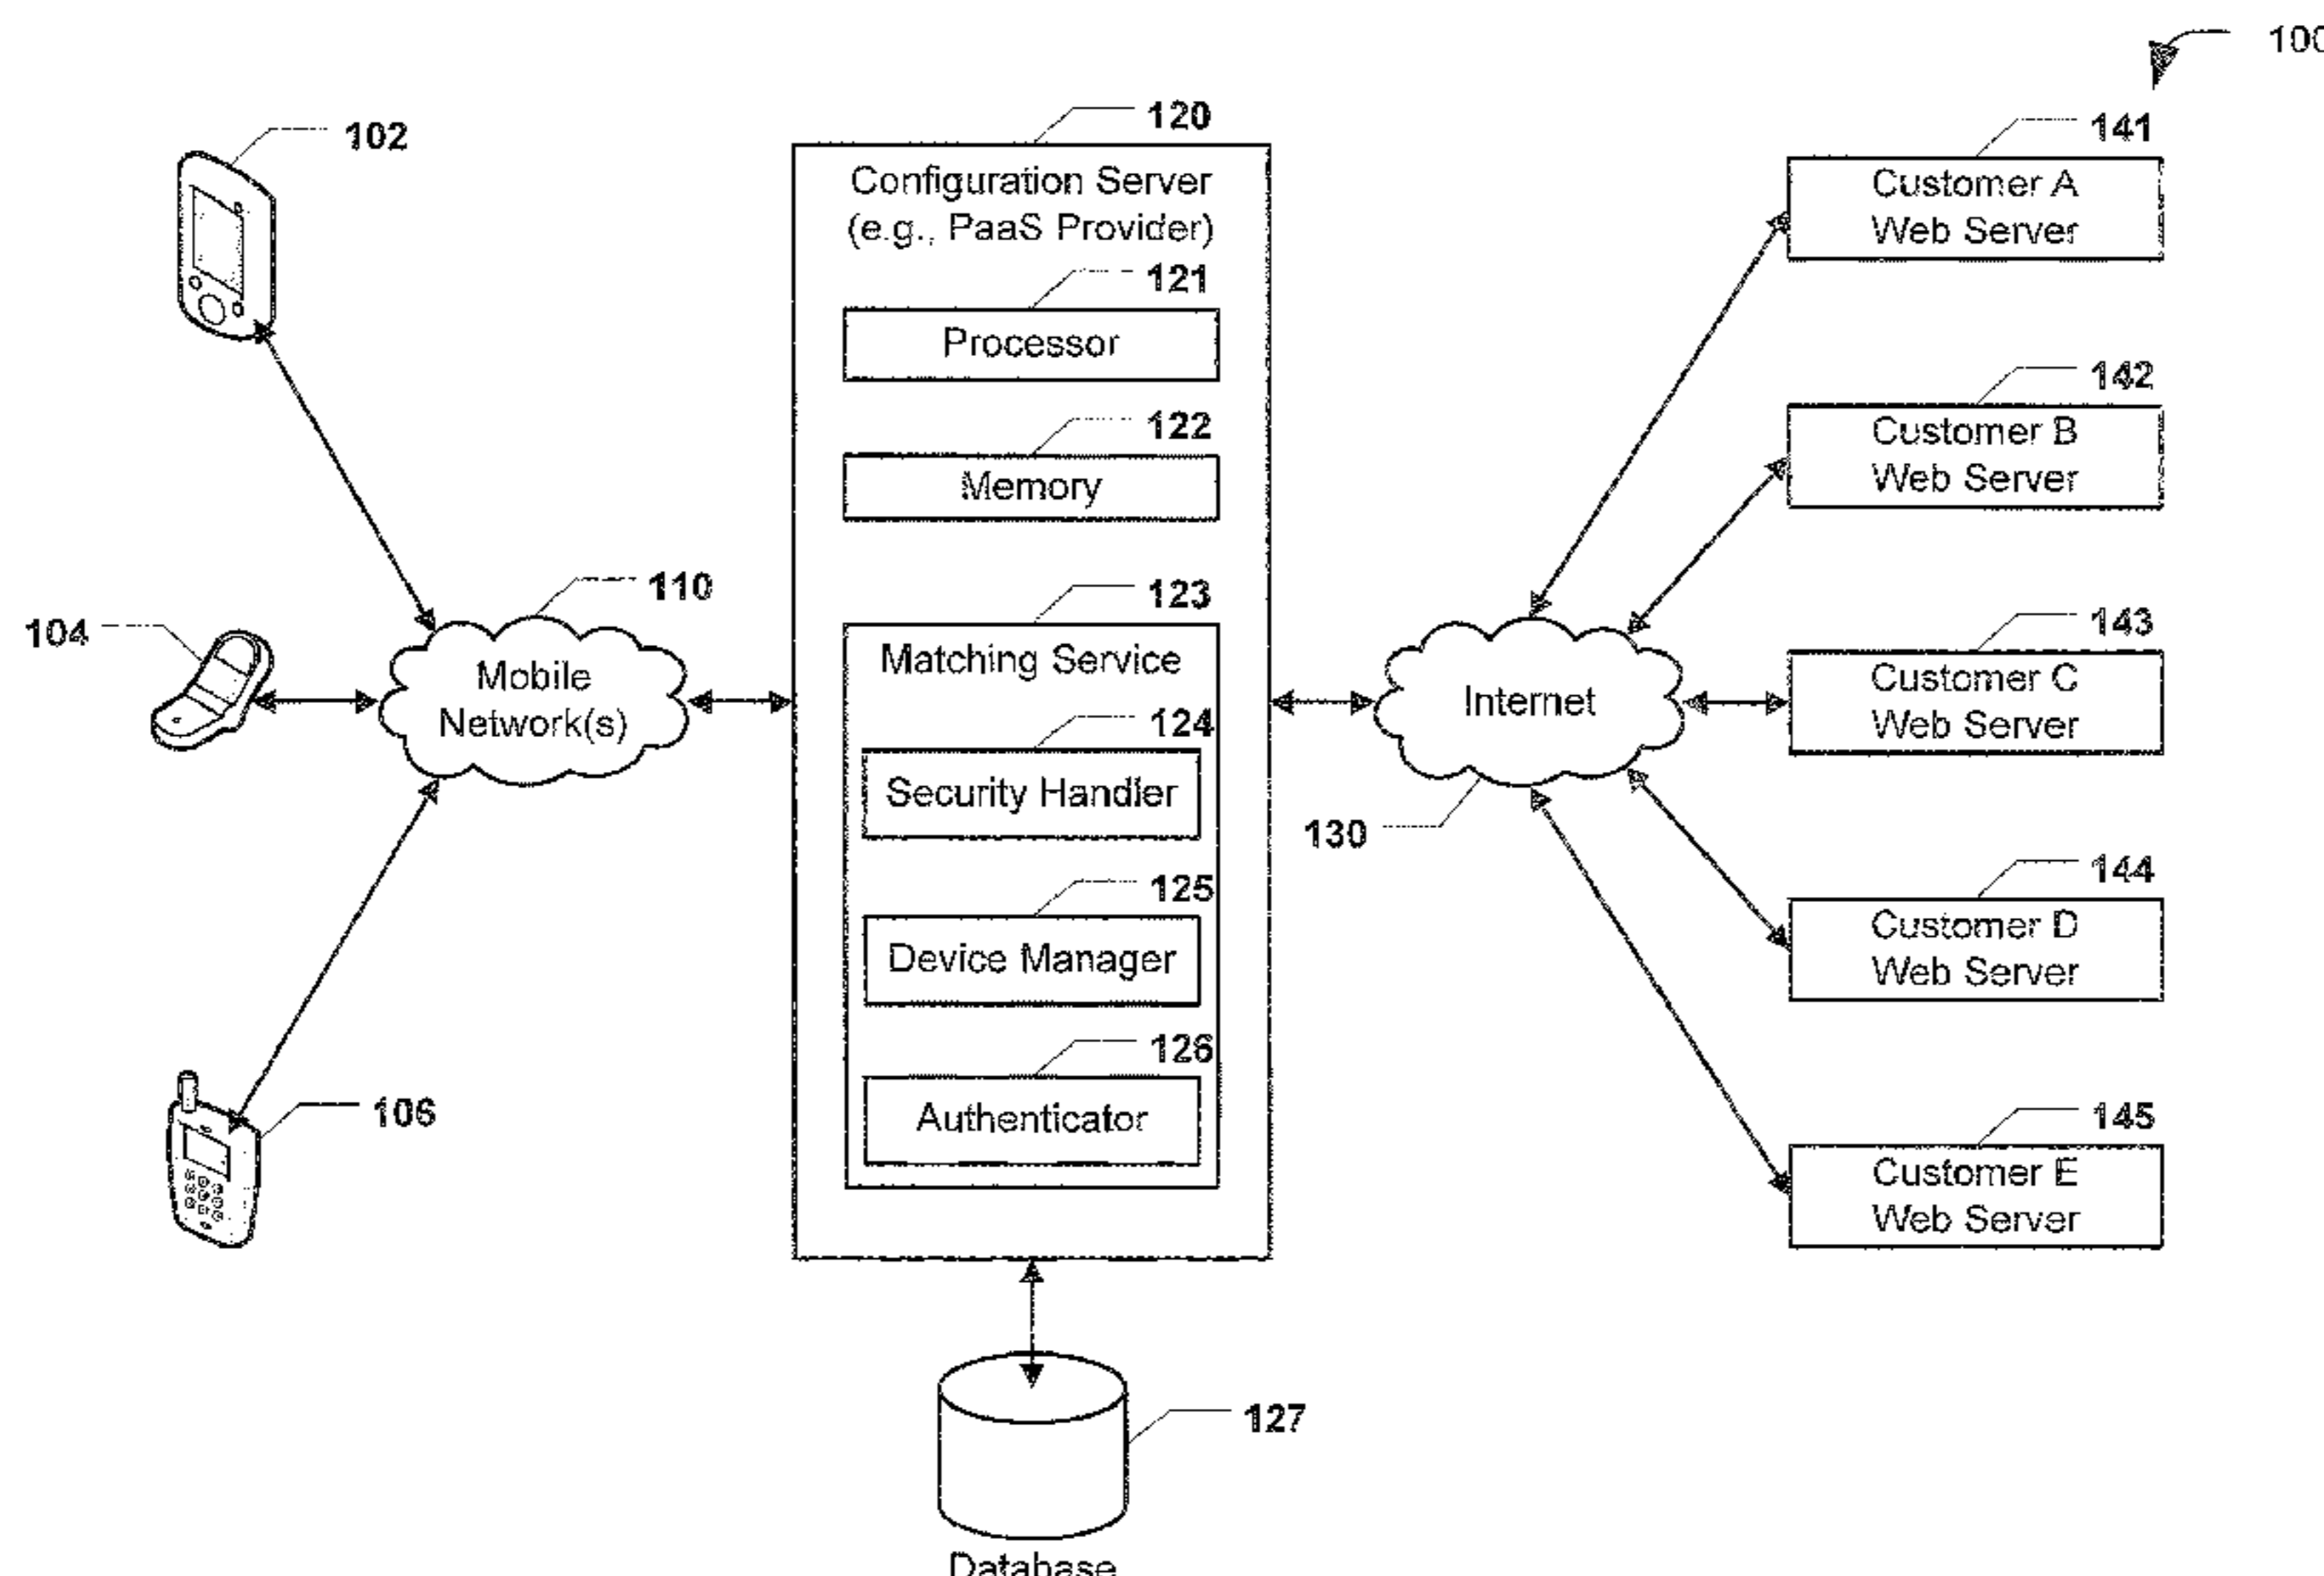 100
102
120
141
Configuration Server
(e.g., PaaS Provider)
Customer A
Web Server
121
Processor
142
122
Customer B
Web Server
Memory
110
123
143
104
Mobile
Network(s)
Matching Service
Internet
Customer C
Web Server
124
Security Handler
130
125
144
Device Manager
Customer D
Web Server
126
106
145
Authenticator
Customer E
Web Server
127
Database